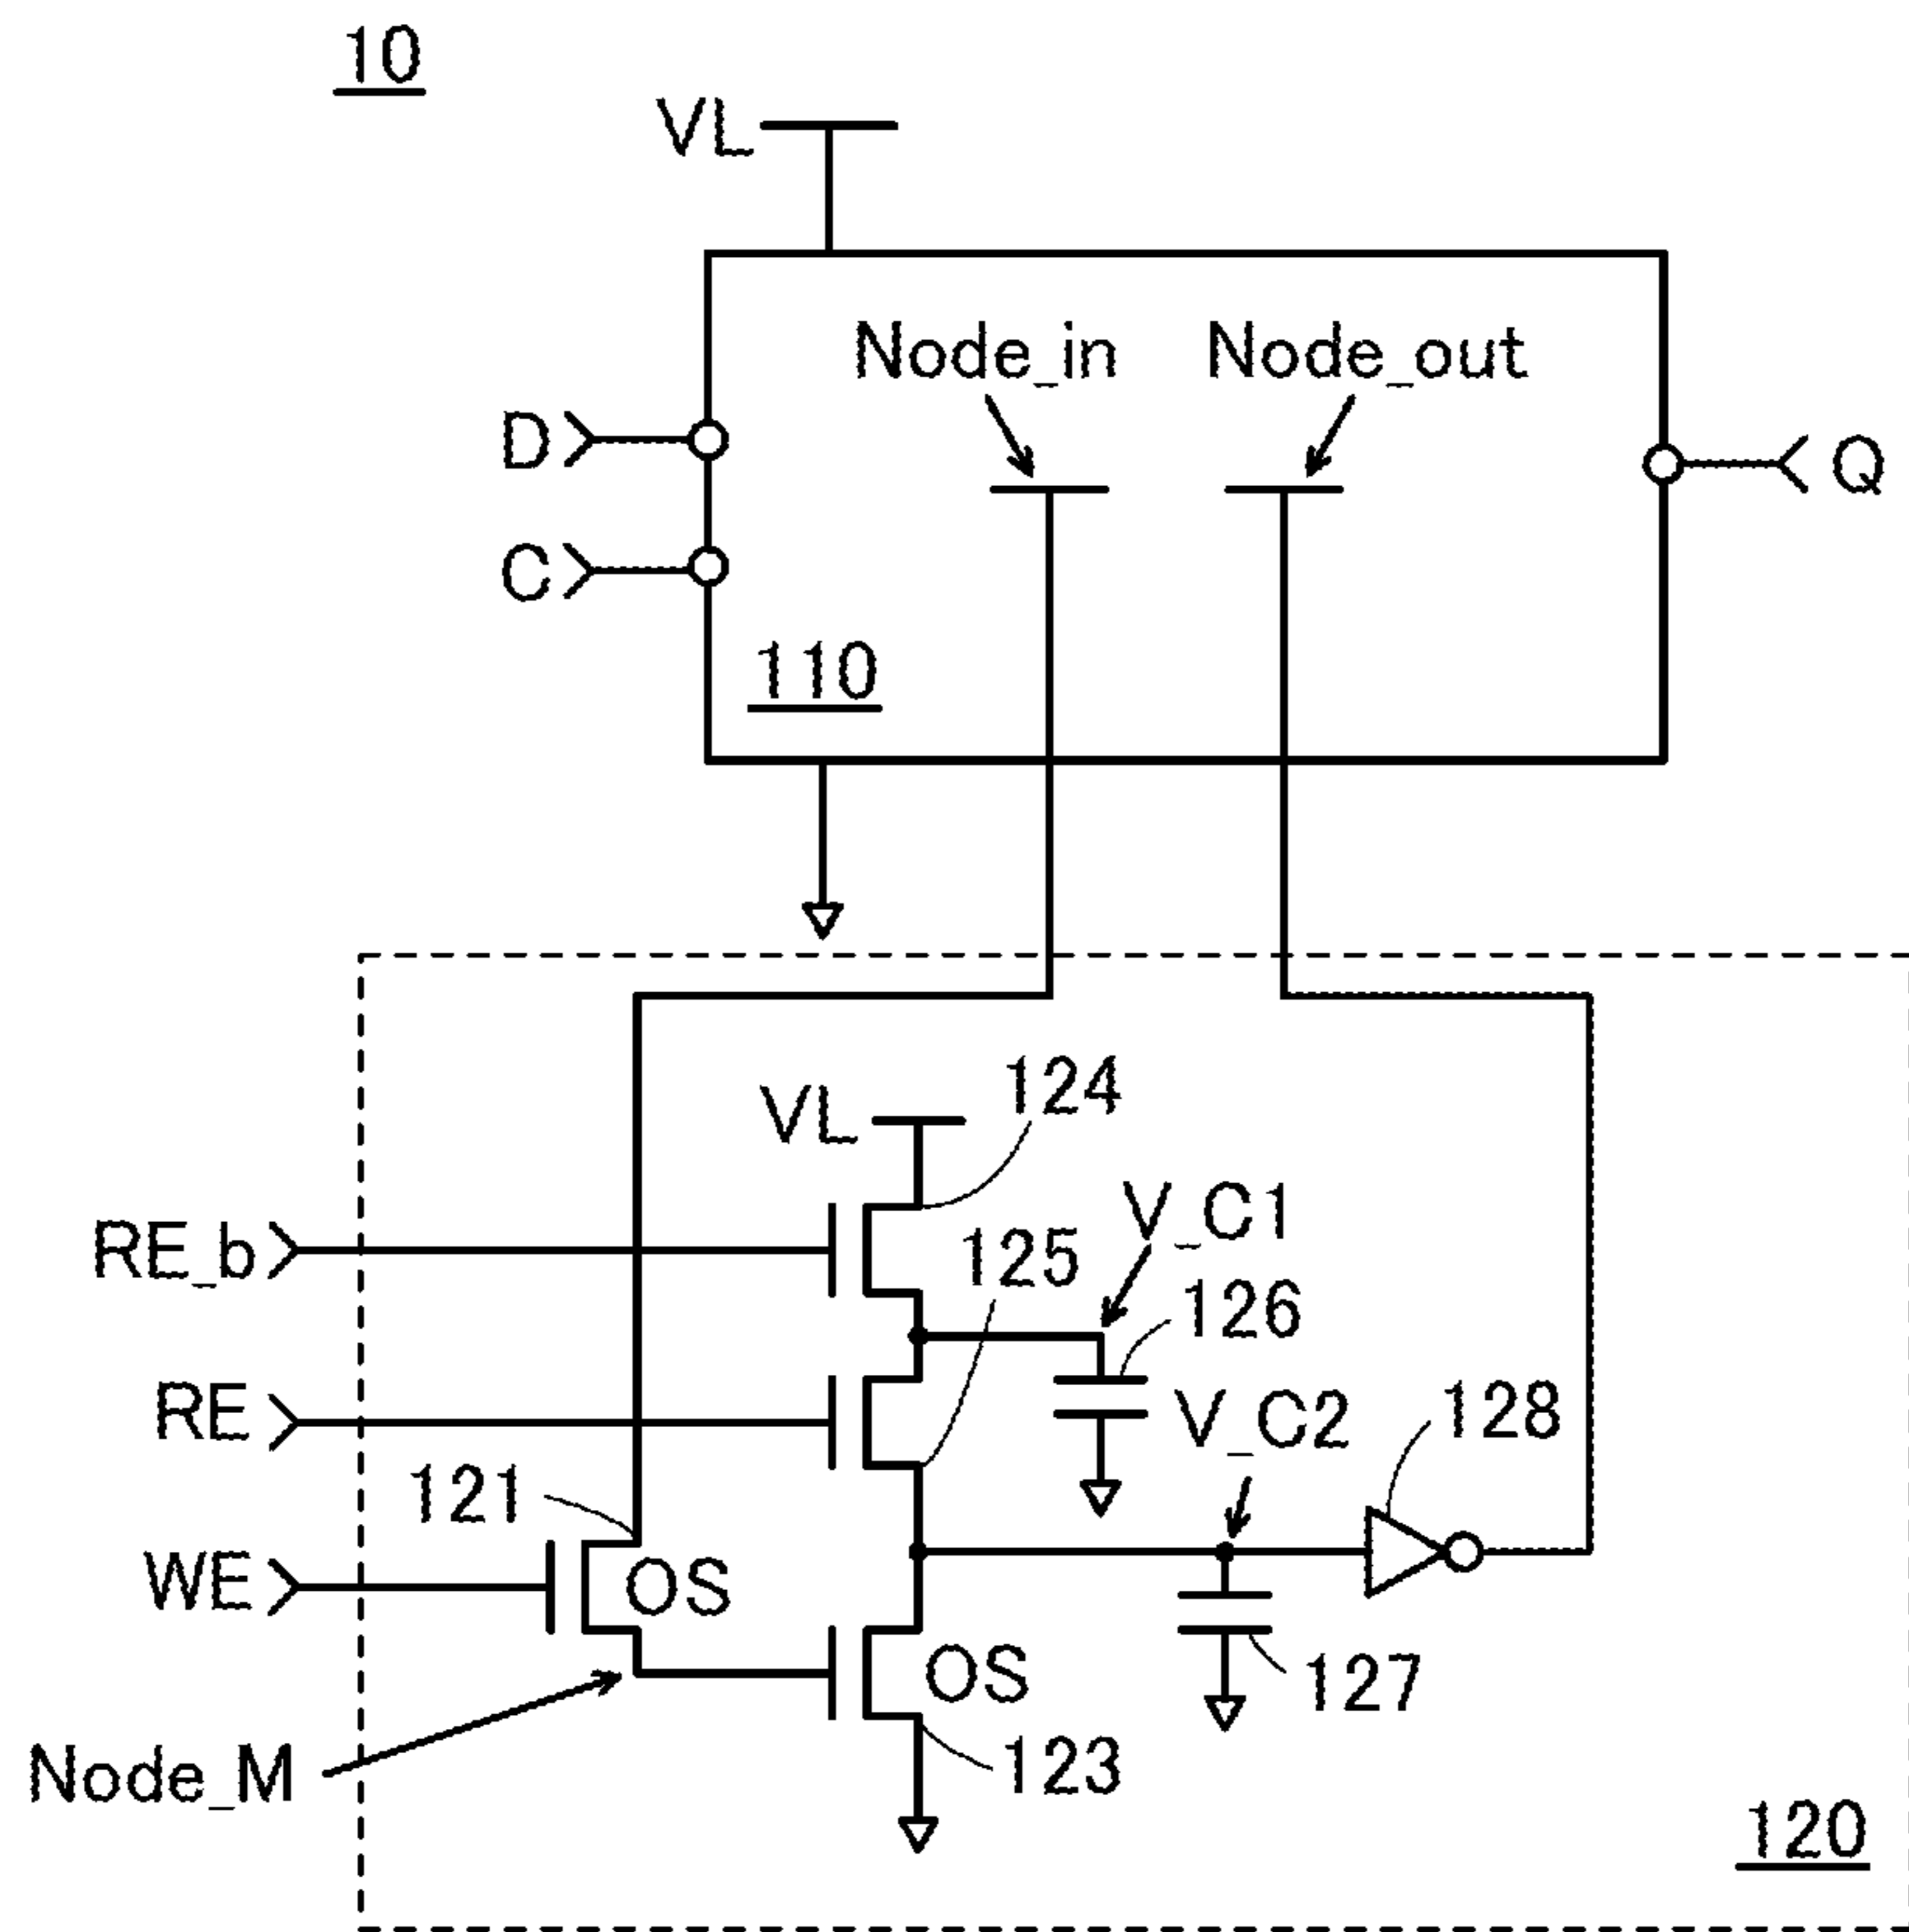 10
VL
Node_in
Node_out
D
Q
C
110
124
VL
V_C1
RE_b
125
126
RE
V_C2
128
121
WE
OS
OS
127
Node_M
123
120